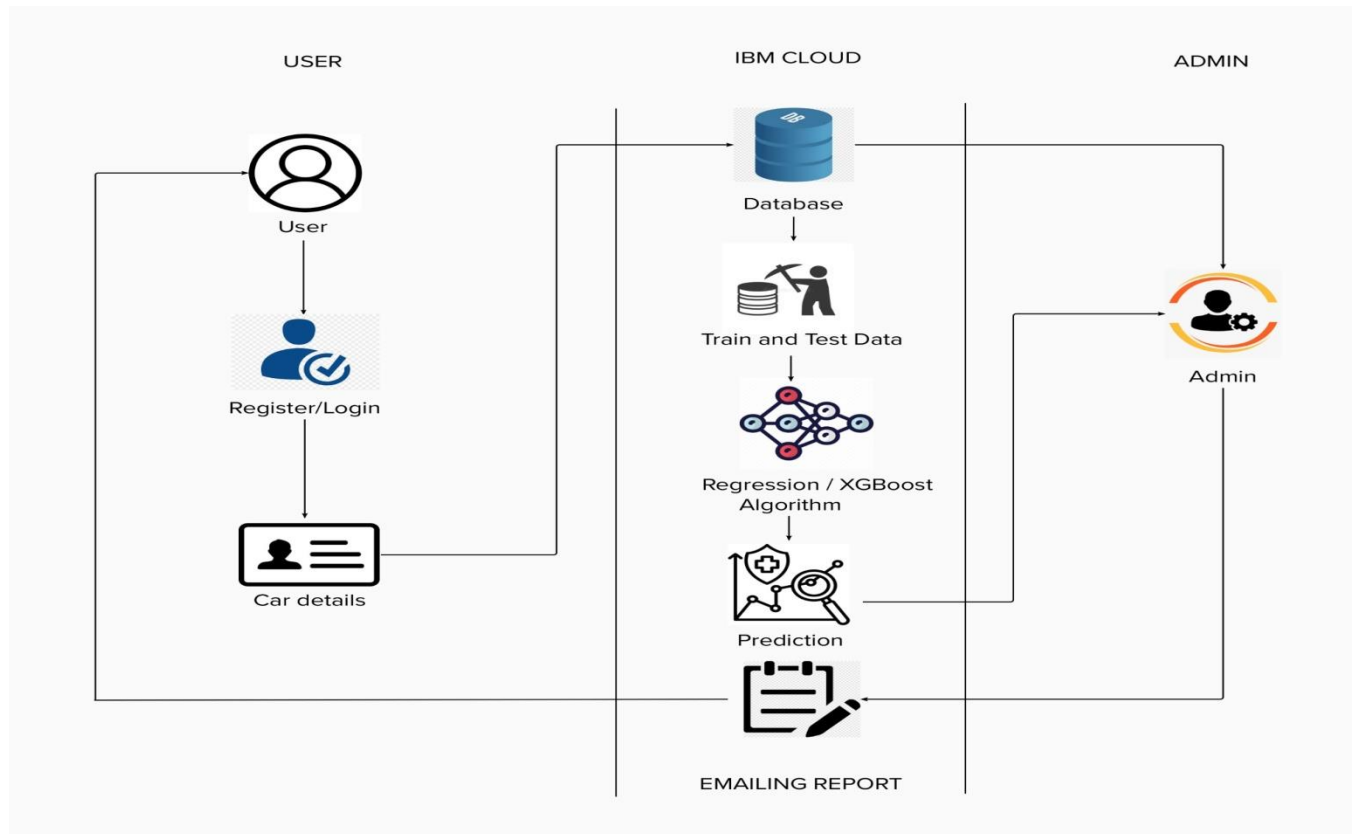 USER
IBM CLOUD
ADMIN
DB
Database
User
Train and Test Data
Admin
Register/Login
Regression / XGBoost
Algorithm
Car details
Prediction
EMAILING REPORT